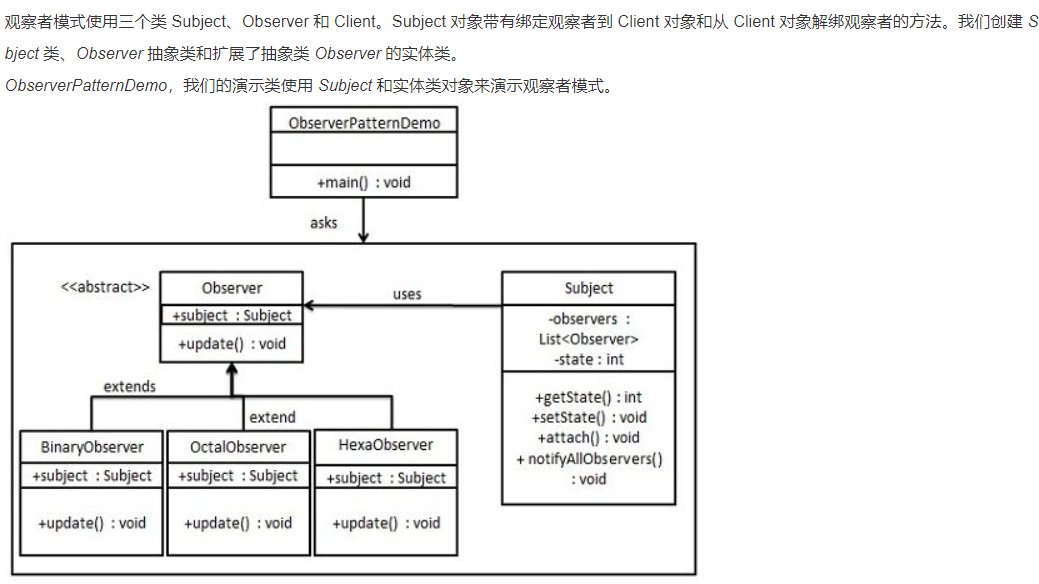 观察者模式使用三个类 Subject、Observer 和 Client。Subject 对象带有绑定观察者到 Client 对象和从 Client 对象解绑观察者的方法。我们创建 S
bject 类、Observer 抽象类和扩展了抽象类 Observer 的实体类。
ObserverPatternDemo，我们的演示类使用 Subject 和实体类对象来演示观察者模式。
ObserverPatternDemo
+main() : void
asks
<<abstract>>
Observer
+subject : Subject
+update() : void
uses
Subject
-observers :
List<Observer>
-state : int
+getState() : int
+setState() : void
+attach() : void
+ notifyAllObservers()
: void
extends
extend
BinaryObserver
+subject : Subject
+update() : void
OctalObserver
+subject : Subject
+update() : void
HexaObserver
+subject : Subject
+update() : void